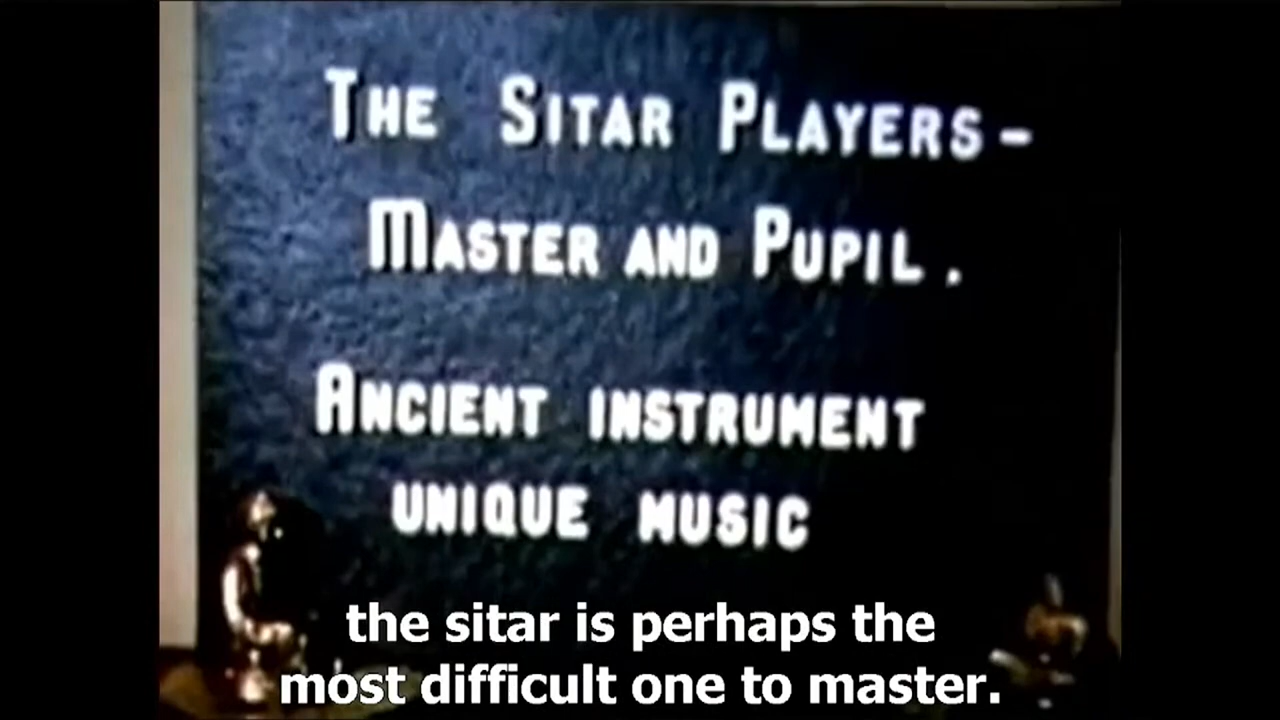 THE SITAR PLAYERS -
MASTER AND PUPIL.
ANCIENT INSTRUMENT
UNIQUE MUSIC
the sitar is perhaps the
most difficult one to master.